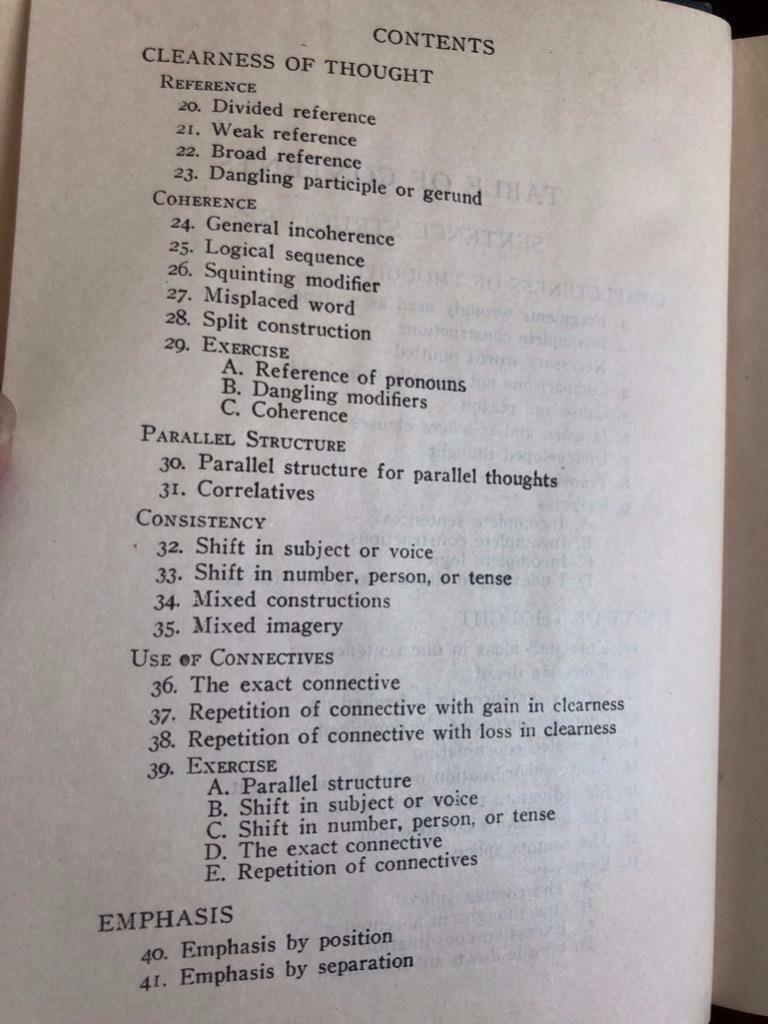 CONTENTS
CLEARNESS OF THOUGHT
REFERENCE
20. Divided reference
21. Weak reference
22. Broad reference
23. Dangling participle or gerund
COHERENCE
24. General incoherence
25. Logical sequence
26. Squinting modifier
27. Misplaced word
28. Split construction
29. EXERCISE
A. Reference of pronouns
B. Dangling modifiers
C. Coherence
PARALLEL STRUCTURE
30. Parallel structure for parallel thoughts
31. Correlatives
CONSISTENCY
32. Shift in subject or voice
33. Shift in number, person, or tense
34. Mixed constructions
35. Mixed imagery
USE OF CONNECTIVES
36. The exact connective
37. Repetition of connective with gain in clearness
38. Repetition of connective with loss in clearness
39. EXERCISE
A. Parallel structure
B. Shift in subject or voice
C. Shift in number, person, or tense
D. The exact connective
E. Repetition of connectives
EMPHASIS
40. Emphasis by position
41. Emphasis by separation